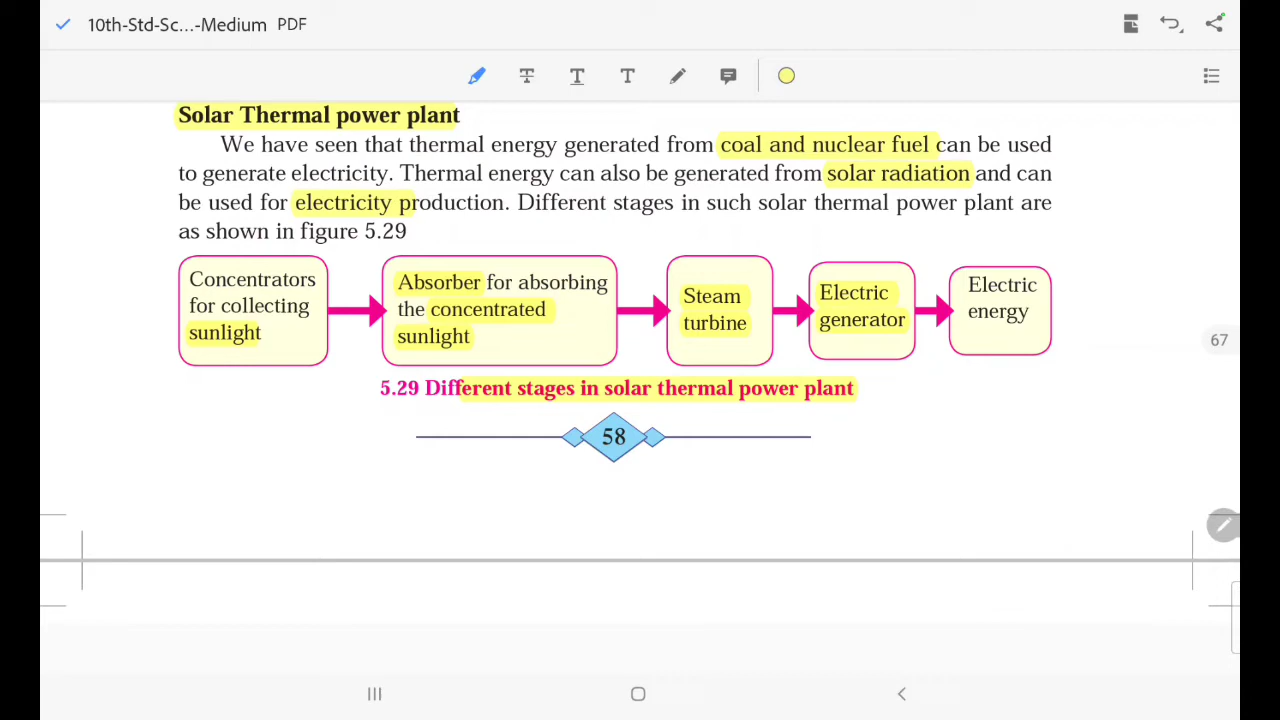 10th-Std-Sc...-Medium PDF
Solar Thermal power plant
We have seen that thermal energy generated from coal and nuclear fuel can be used
to generate electricity. Thermal energy can also be generated from solar radiation and can
be used for electricity production. Different stages in such solar thermal power plant are
as shown in figure 5.29
Concentrators
for collecting
sunlight
Absorber for absorbing
the concentrated
sunlight
Steam
turbine
Electric
generator
Electric
energy
67
5.29 Different stages in solar thermal power plant
58